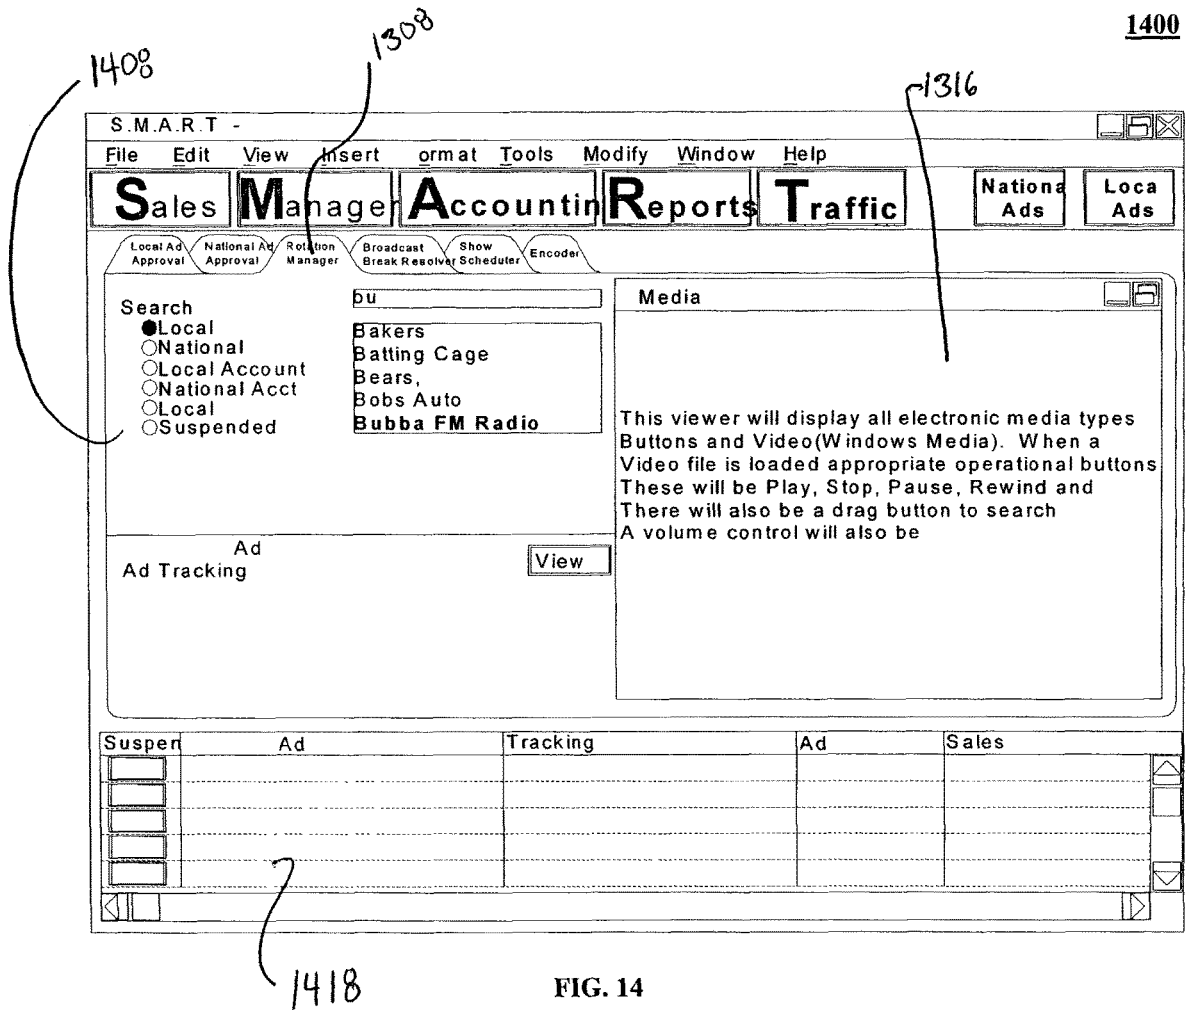 1400
1408
1308
1316
S.M.A.R.T -
File Edit View Insert ormat Tools Modify Window Help
Sales Manager Accountin Reports Traffic Nationa Ads Loca Ads
Local Ad Approval National Ad Approval Rotation Manager Broadcast Break Resolver Show Scheduler Encoder
Search
Local
National
Local Account
National Acct
Local
Suspended
bu
Bakers
Batting Cage
Bears,
Bobs Auto
Bubba FM Radio
Ad
Ad Tracking
View
Media
This viewer will display all electronic media types
Buttons and Video(Windows Media). When a
Video file is loaded appropriate operational buttons
These will be Play, Stop, Pause, Rewind and
There will also be a drag button to search
A volume control will also be
Suspen Ad Tracking Ad Sales
1418
FIG. 14